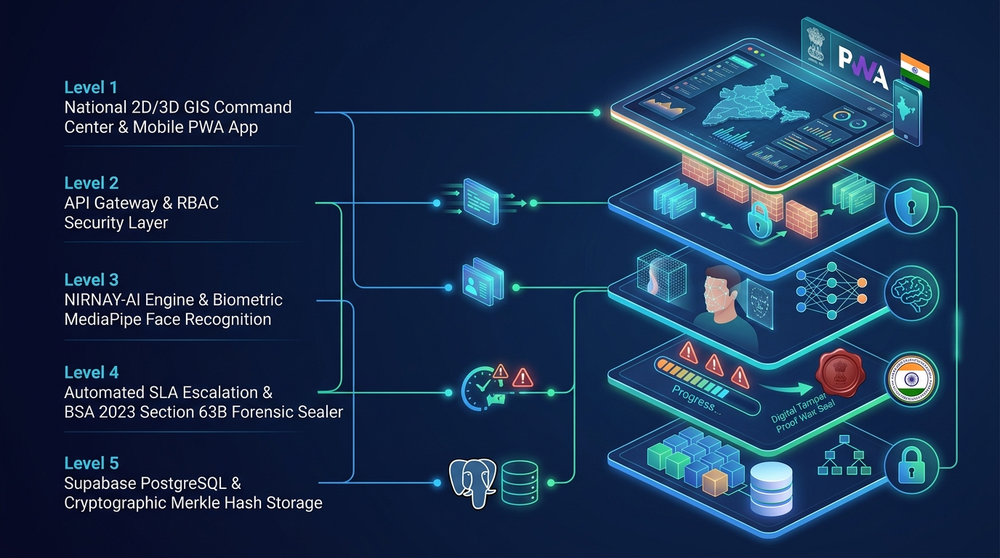 Level 1
National 2D/3D GIS Command
Center & Mobile PWA App
Level 2
API Gateway & RBAC
Security Layer
Level 3
NIRNAY-AI Engine & Biometric
MediaPipe Face Recognition
Level 4
Automated SLA Escalation &
BSA 2023 Section 63B Forensic Sealer
Level 5
Supabase PostgreSQL &
Cryptographic Merkle Hash Storage
PWA
Progress...
Digital Tamper
Proof Wax Seal